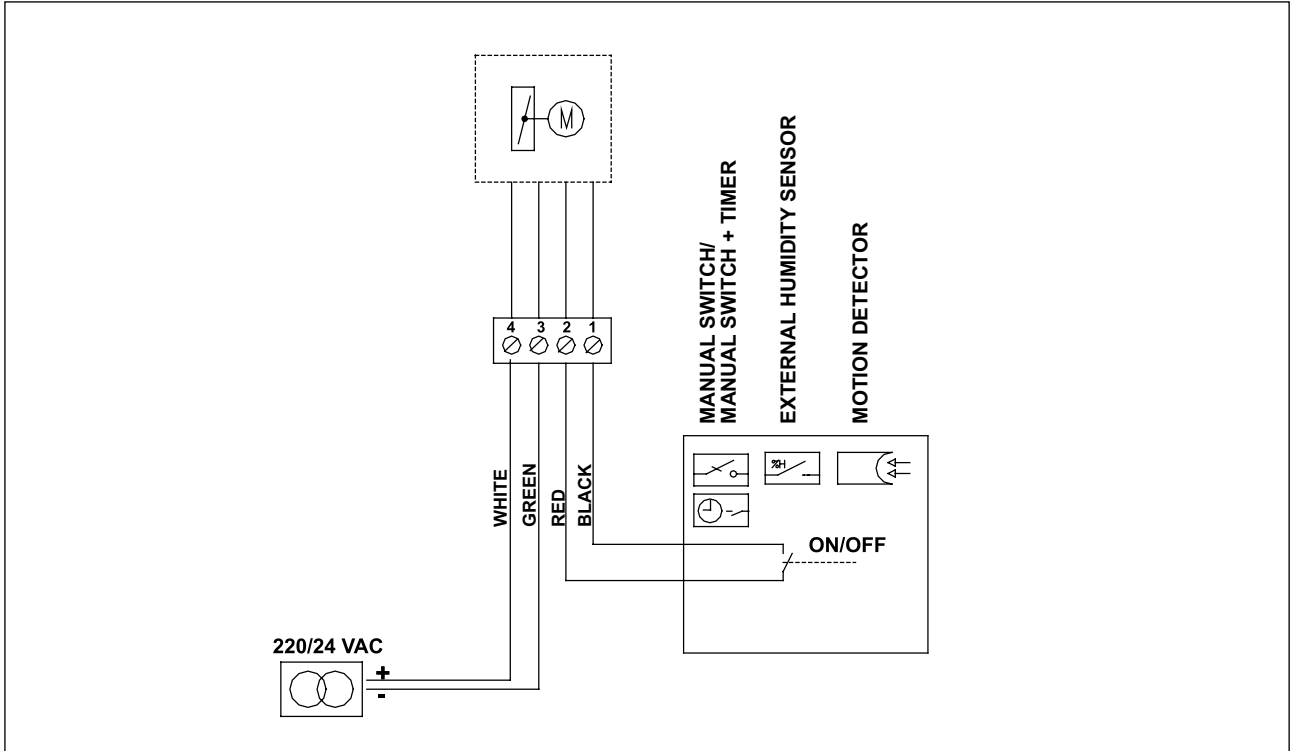 M
MANUAL SWITCH/
MANUAL SWITCH + TIMER
EXTERNAL HUMIDITY SENSOR
MOTION DETECTOR
4 3 2 1
WHITE
GREEN
RED
BLACK
%H
ON/OFF
220/24 VAC
+
-